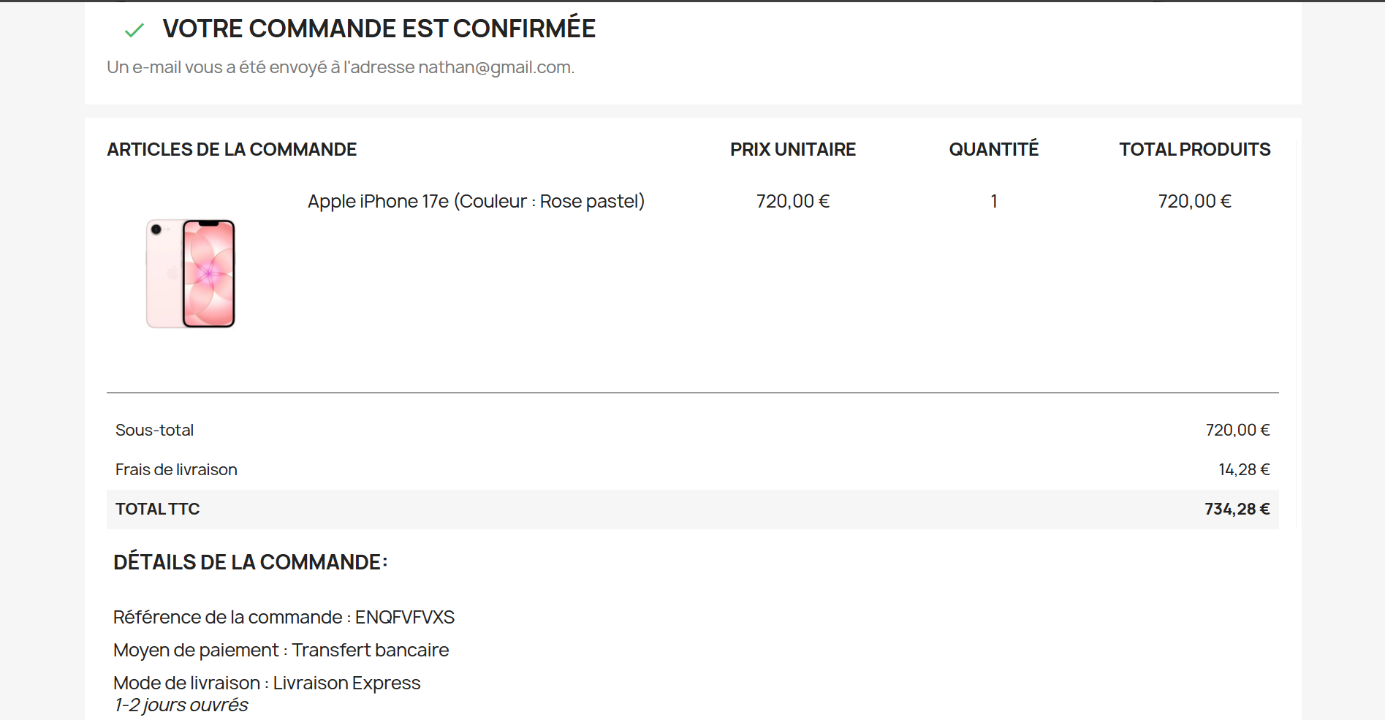 VOTRE COMMANDE EST CONFIRMÉE
Un e-mail vous a été envoyé à l'adresse nathan@gmail.com.
ARTICLES DE LA COMMANDE PRIX UNITAIRE QUANTITÉ TOTAL PRODUITS
Apple iPhone 17e (Couleur : Rose pastel) 720,00 € 1 720,00 €
Sous-total 720,00 €
Frais de livraison 14,28 €
TOTAL TTC 734,28 €
DÉTAILS DE LA COMMANDE:
Référence de la commande : ENQFVFVXS
Moyen de paiement : Transfert bancaire
Mode de livraison : Livraison Express
1-2 jours ouvrés